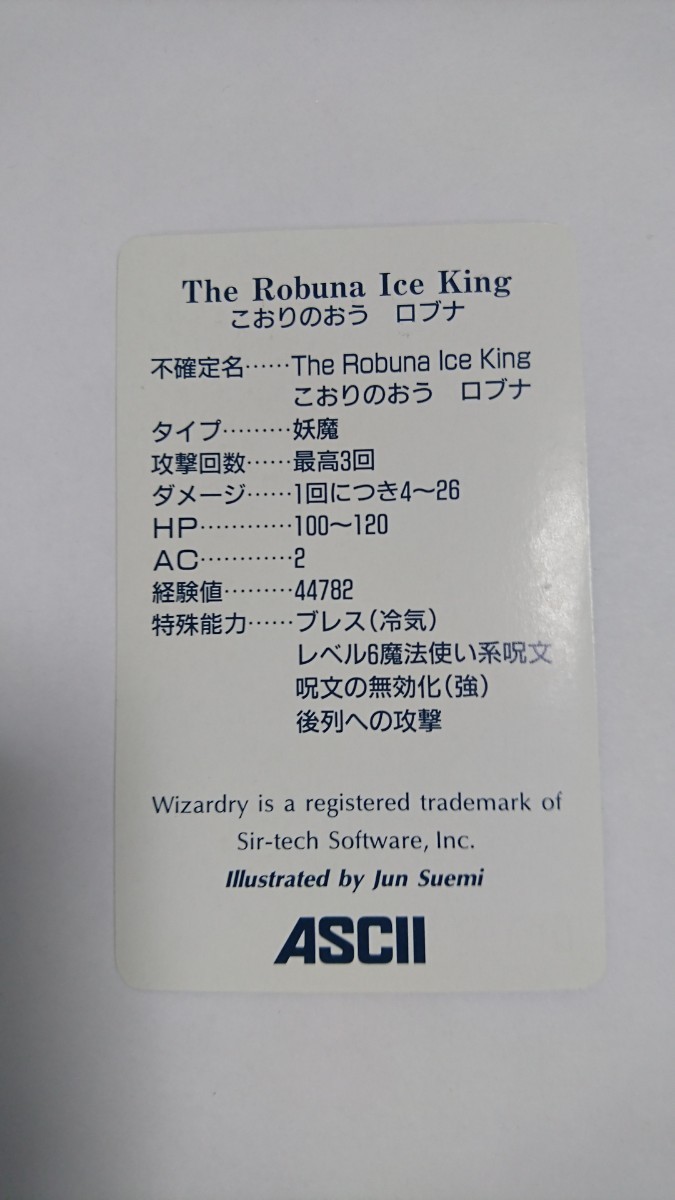 The Robuna Ice King
こおりのおう　ロブナ
不確定名……The Robuna Ice King
こおりのおう　ロブナ
タイプ………妖魔
攻撃回数……最高3回
ダメージ……1回につき4〜26
HP…………100〜120
AC…………2
経験値………44782
特殊能力……ブレス(冷気)
レベル6魔法使い系呪文
呪文の無効化(強)
後列への攻撃
Wizardry is a registered trademark of
Sir-tech Software, Inc.
Illustrated by Jun Suemi
ASCII